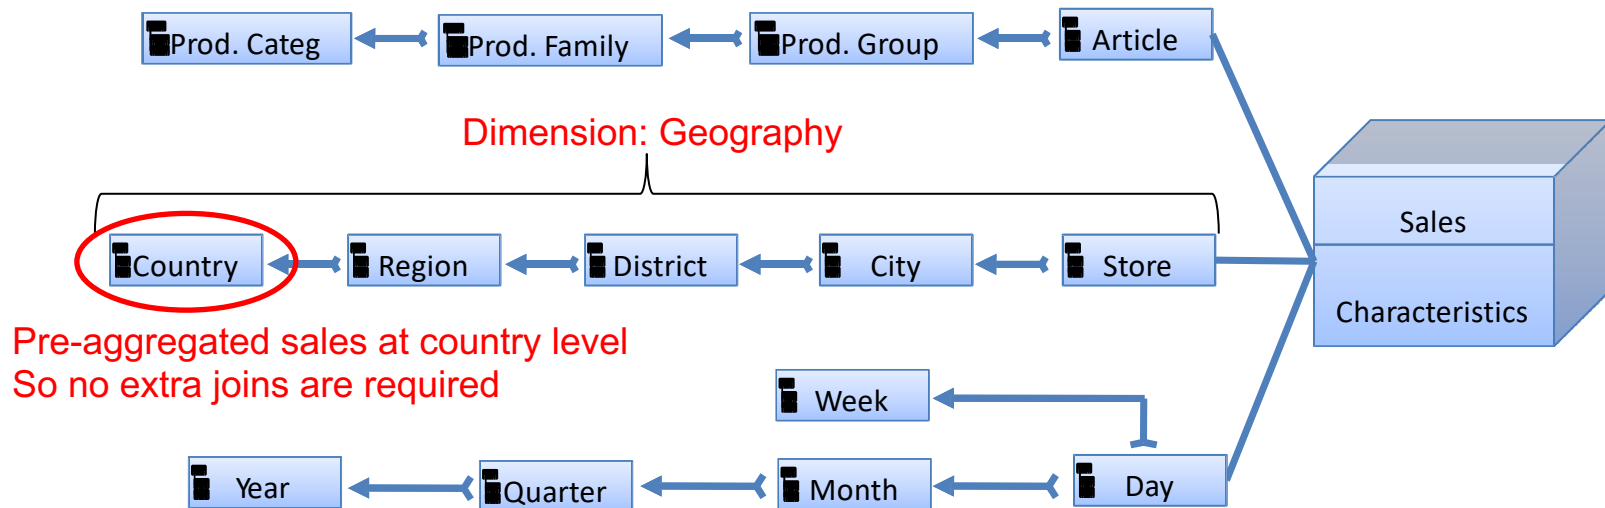 Prod. Categ
Prod. Family
Prod. Group
Article
Dimension: Geography
Country
Region
District
City
Store
Sales
Characteristics
Pre-aggregated sales at country level
So no extra joins are required
Week
Year
Quarter
Month
Day